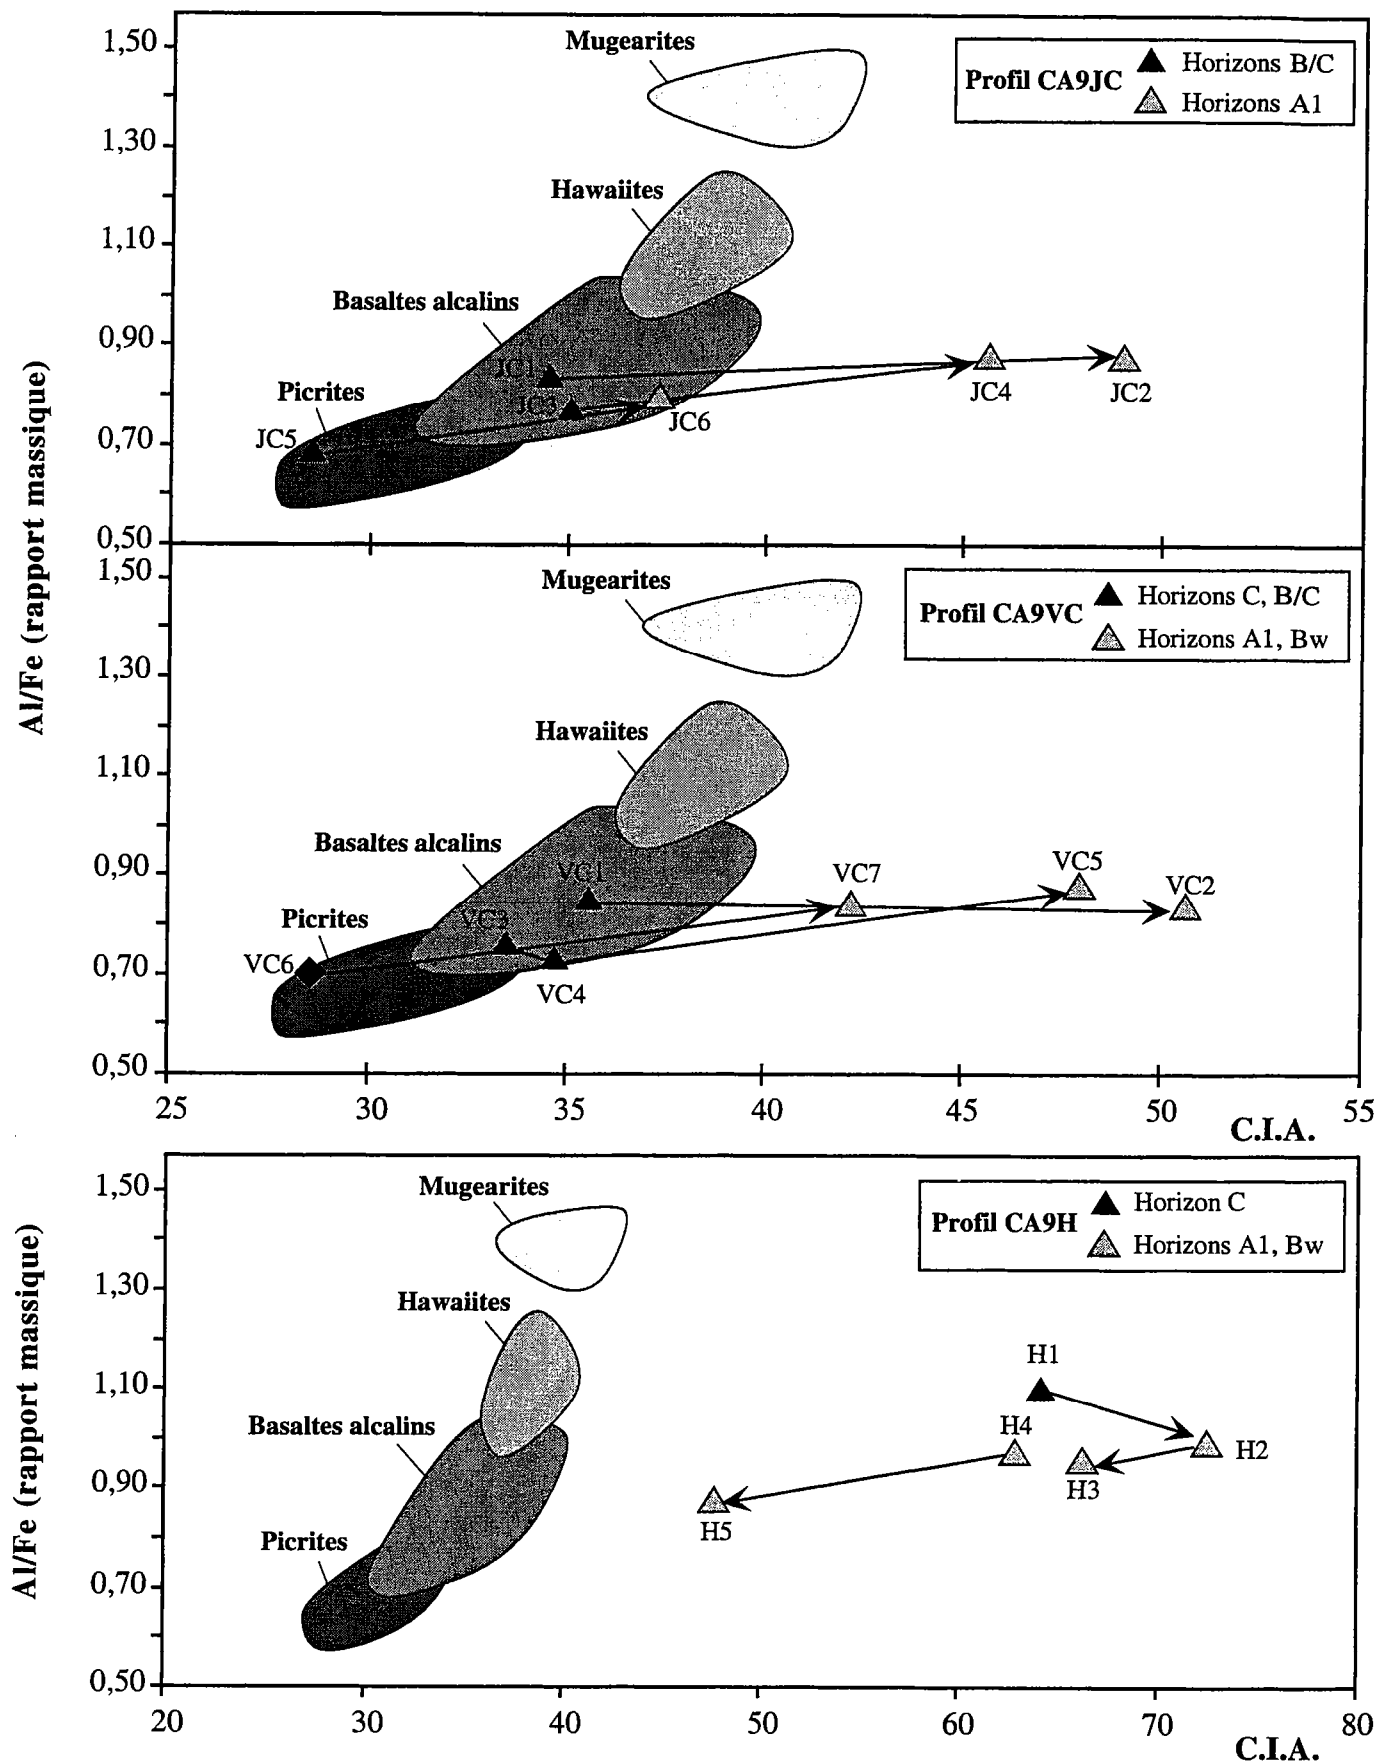 Al/Fe (rapport massique)
1,50
1,30
1,10
0,90
0,70
0,50
Mugearites
Hawaiites
Basaltes alcalins
Picrites
Profil CA9JC
Horizons B/C
Horizons A1
JC1
JC3
JC5
JC6
JC4
JC2
1,50
1,30
1,10
0,90
0,70
0,50
Mugearites
Hawaiites
Basaltes alcalins
Picrites
Profil CA9VC
Horizons C, B/C
Horizons A1, Bw
VC1
VC3
VC6
VC4
VC7
VC5
VC2
25 30 35 40 45 50 55
C.I.A.
Al/Fe (rapport massique)
1,50
1,30
1,10
0,90
0,70
0,50
Mugearites
Hawaiites
Basaltes alcalins
Picrites
Profil CA9H
Horizon C
Horizons A1, Bw
H1
H4
H2
H3
H5
20 30 40 50 60 70 80
C.I.A.